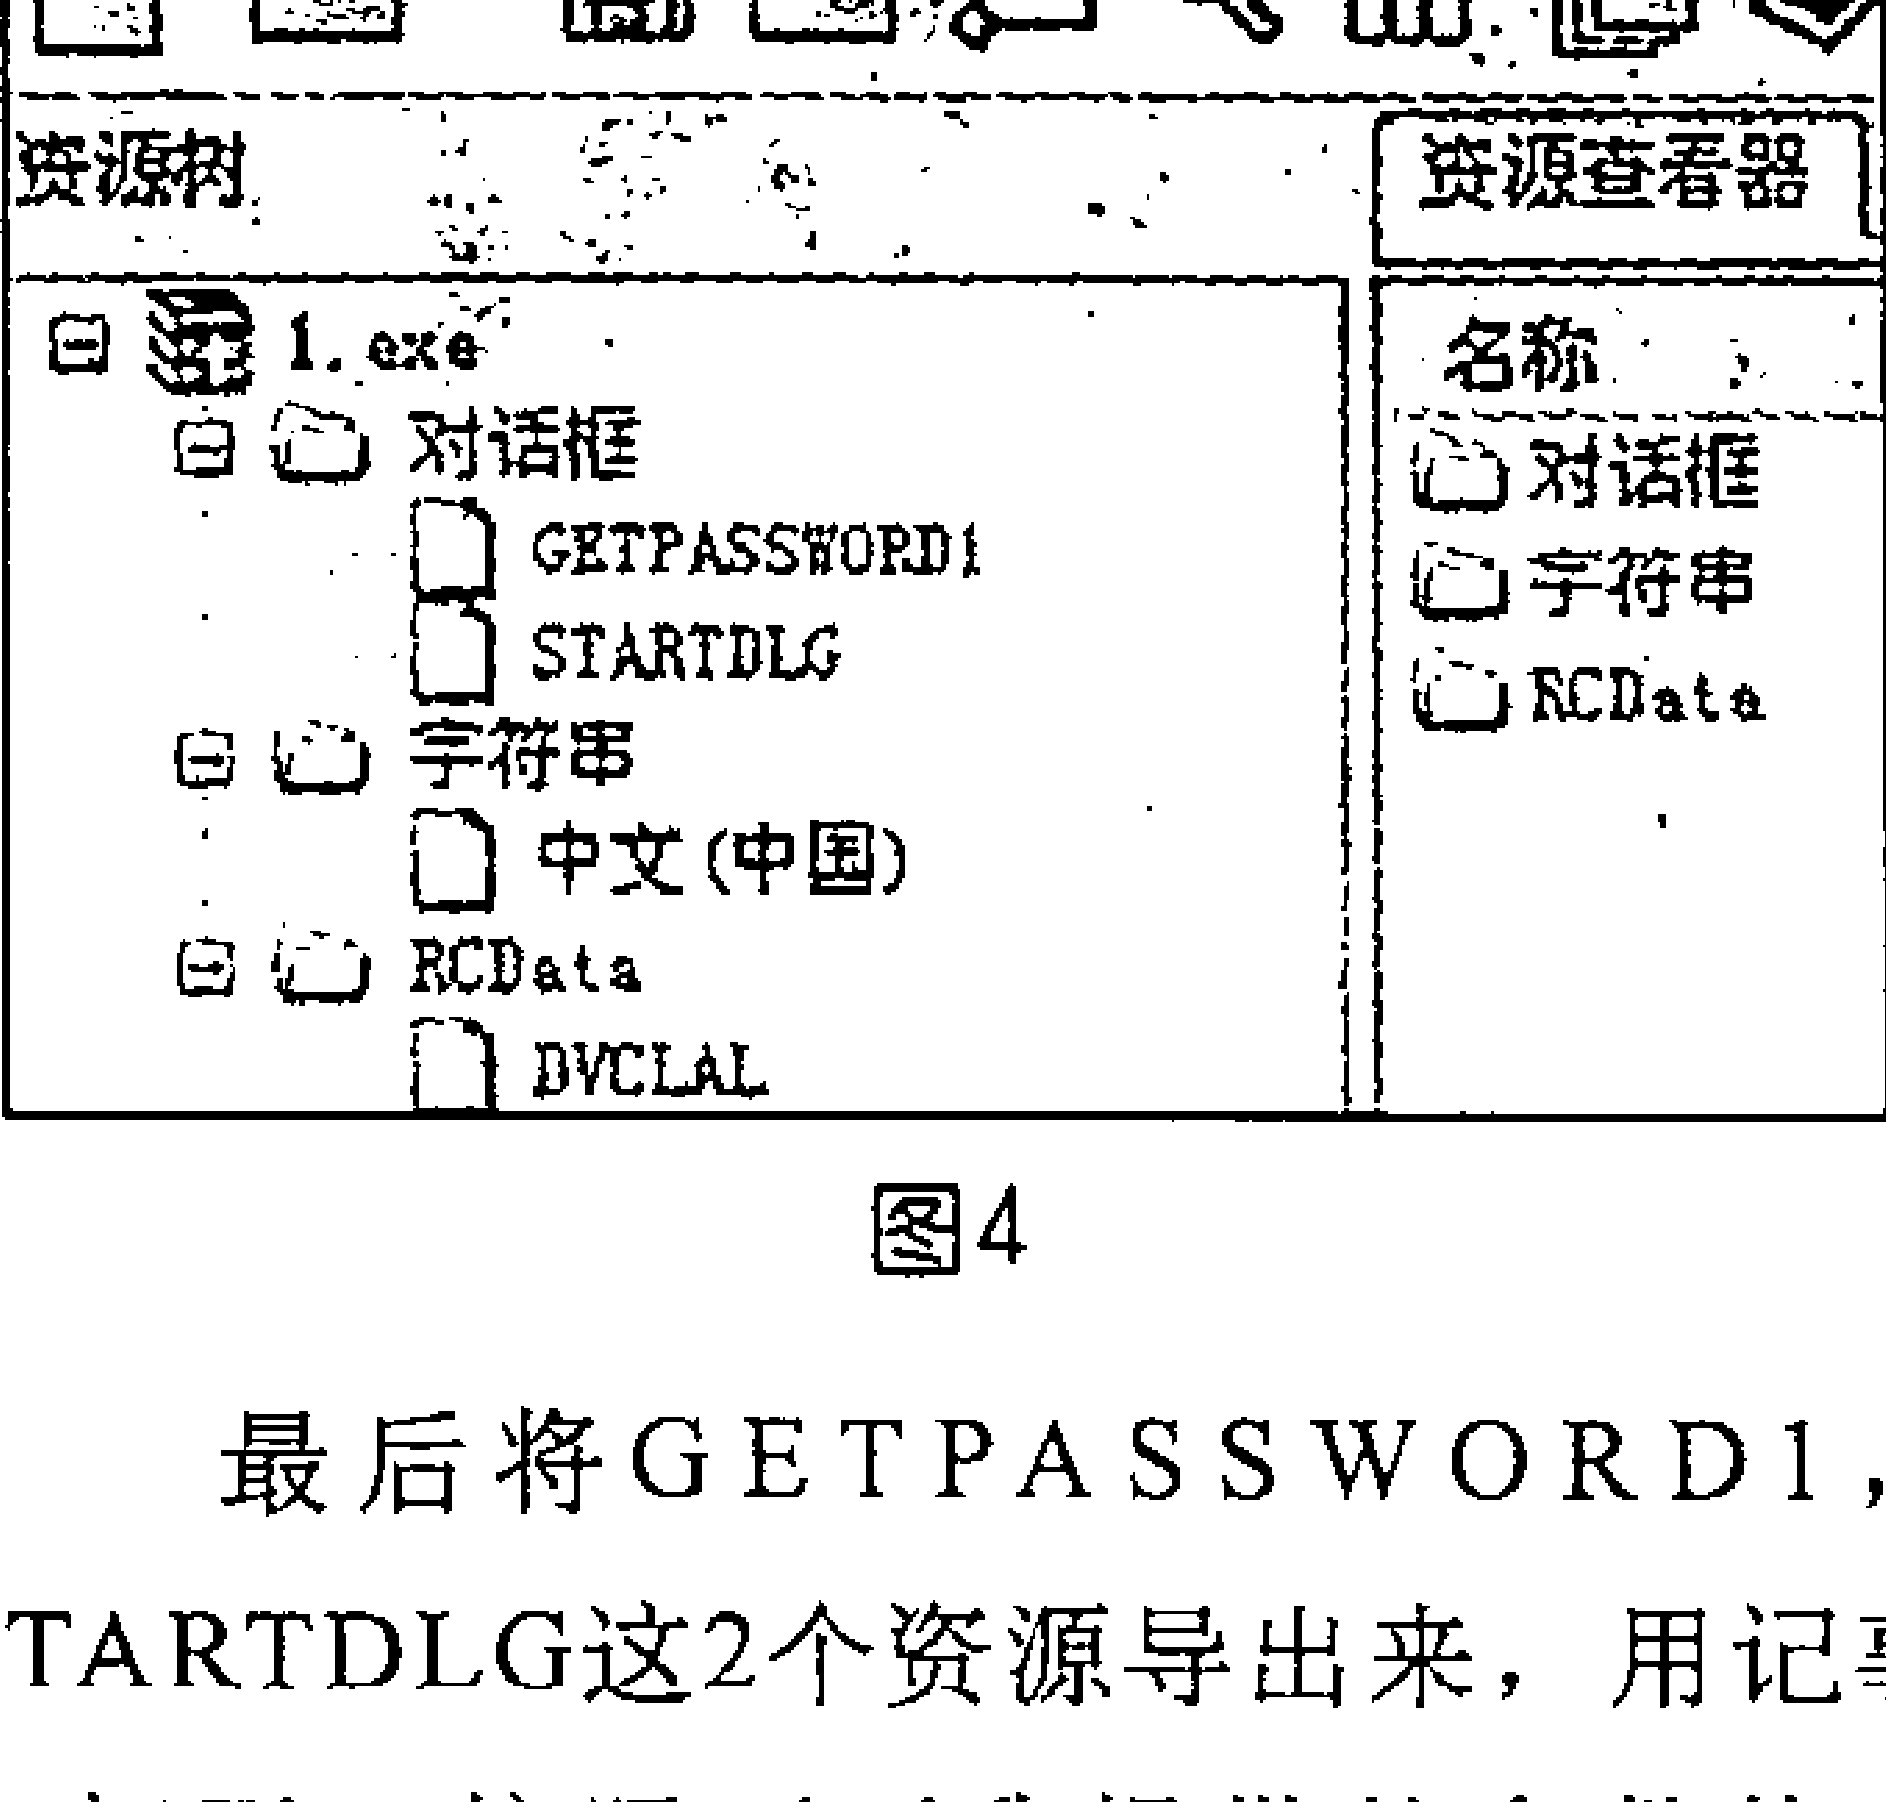 资源树 资源查看器
1.exe 名称
对话框 对话框
GETPASSWORD1 字符串
STARTDLG RCData
字符串
中文(中国)
RCData
DVCLAL
图4
最后将GETPASSWORD1,
TARTDLG这2个资源导出来，用记